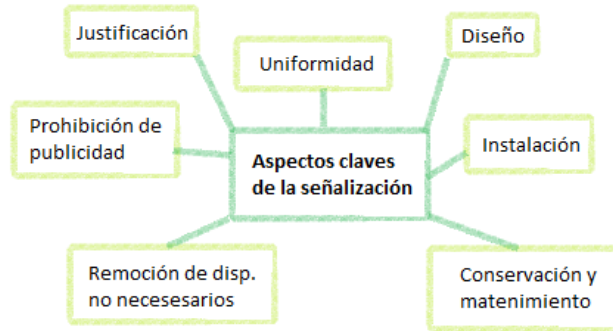 Justificación
Uniformidad
Diseño
Prohibición de
publicidad
Aspectos claves
de la señalización
Instalación
Remoción de disp.
no necesesarios
Conservación y
matenimiento